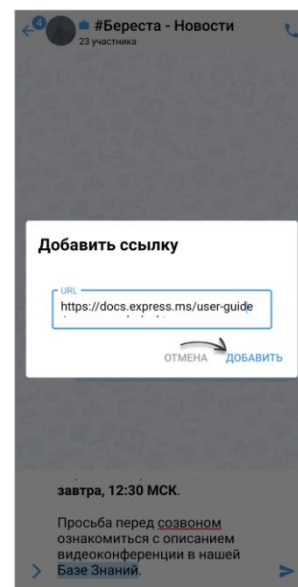 4
#Береста - Новости
23 участника
Добавить ссылку
URL
https://docs.express.ms/user-guide
ОТМЕНА ДОБАВИТЬ
завтра, 12:30 МСК.
Просьба перед созвоном
ознакомиться с описанием
видеоконференции в нашей
Базе Знаний.